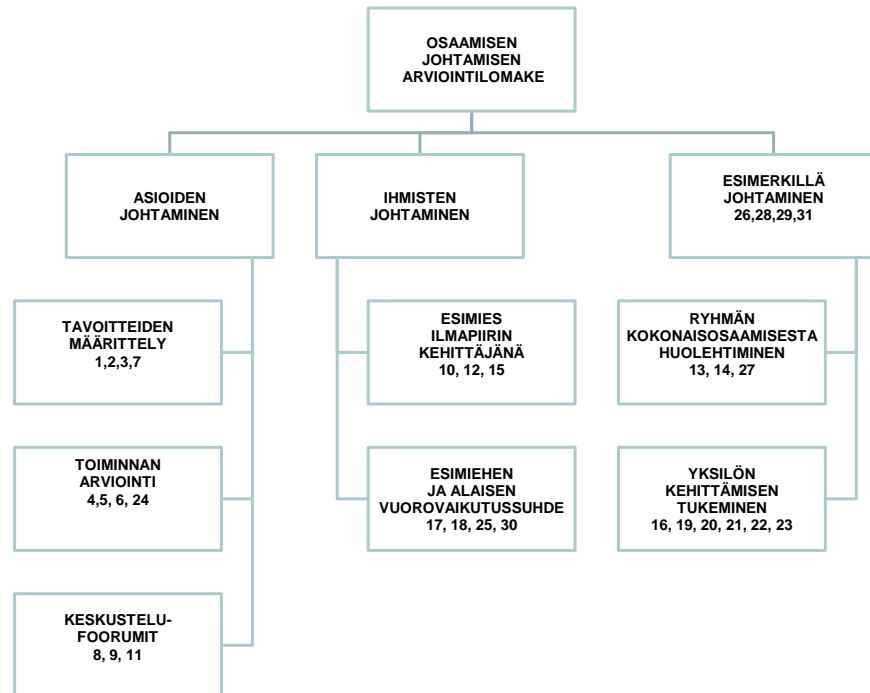 OSAAMISEN
JOHTAMISEN
ARVIOINTILOMAKE
ASIOIDEN
JOHTAMINEN
IHMISTEN
JOHTAMINEN
ESIMERKILLÄ
JOHTAMINEN
26,28,29,31
TAVOITTEIDEN
MÄÄRITTELY
1,2,3,7
ESIMIES
ILMAPIIRIN
KEHITTÄJÄNÄ
10, 12, 15
RYHMÄN
KOKONAISOSAAMISESTA
HUOLEHTIMINEN
13, 14, 27
TOIMINNAN
ARVIOINTI
4,5, 6, 24
ESIMIEHEN
JA ALAISEN
VUOROVAIKUTUSSUHDE
17, 18, 25, 30
YKSILÖN
KEHITTÄMISEN
TUKEMINEN
16, 19, 20, 21, 22, 23
KESKUSTELU-
FOORUMIT
8, 9, 11